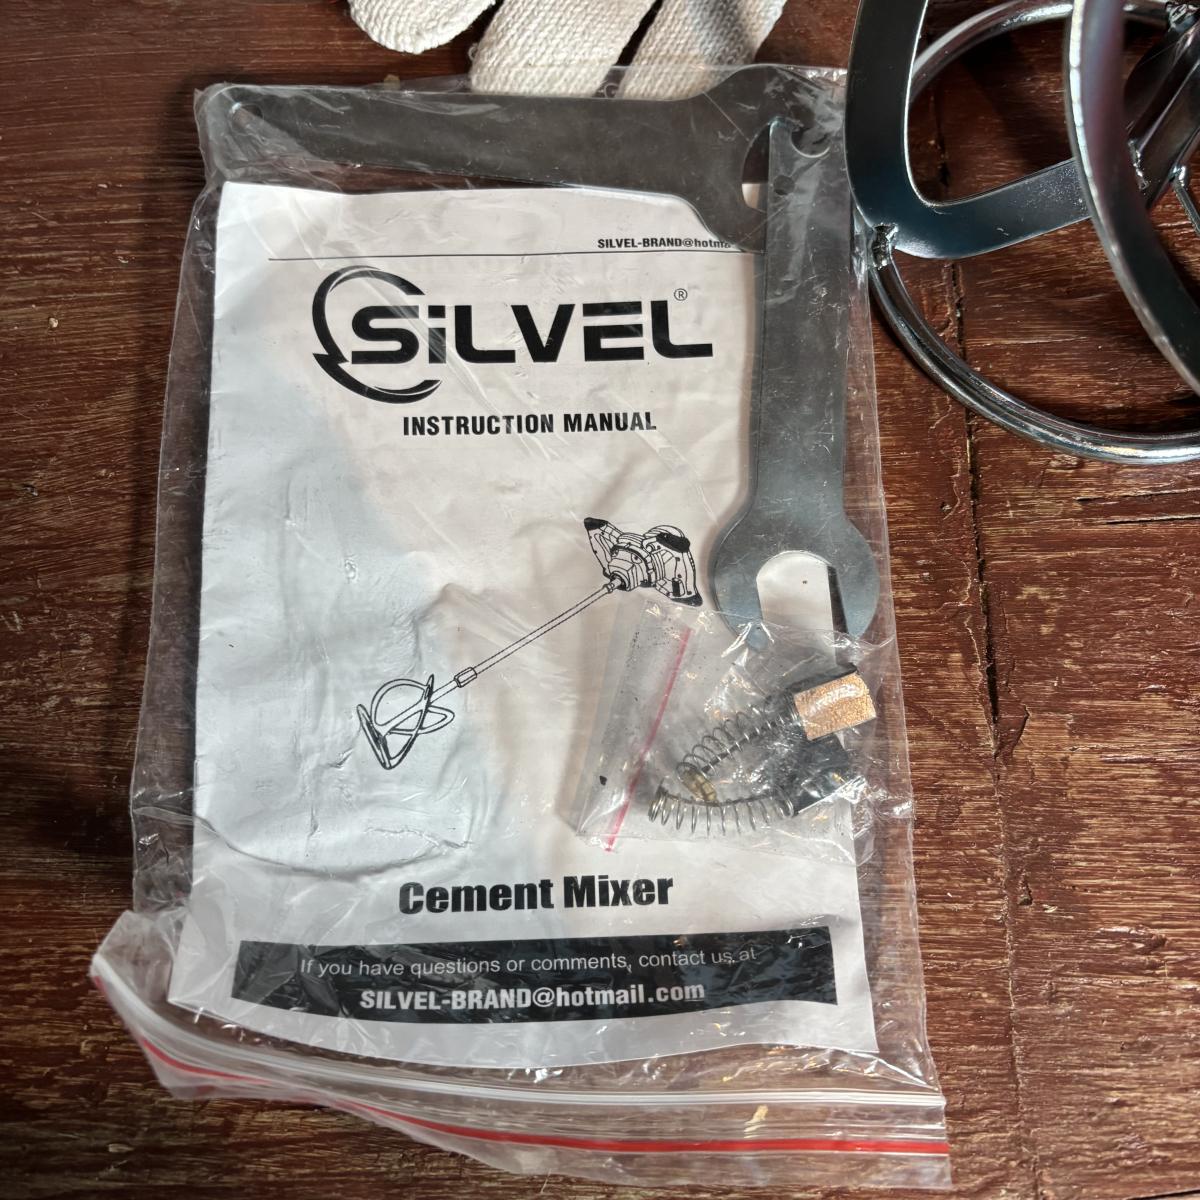 SILVEL-BRAND@hotma
SiLVEL®
INSTRUCTION MANUAL
Cement Mixer
If you have questions or comments, contact us at
SILVEL-BRAND@hotmail.com